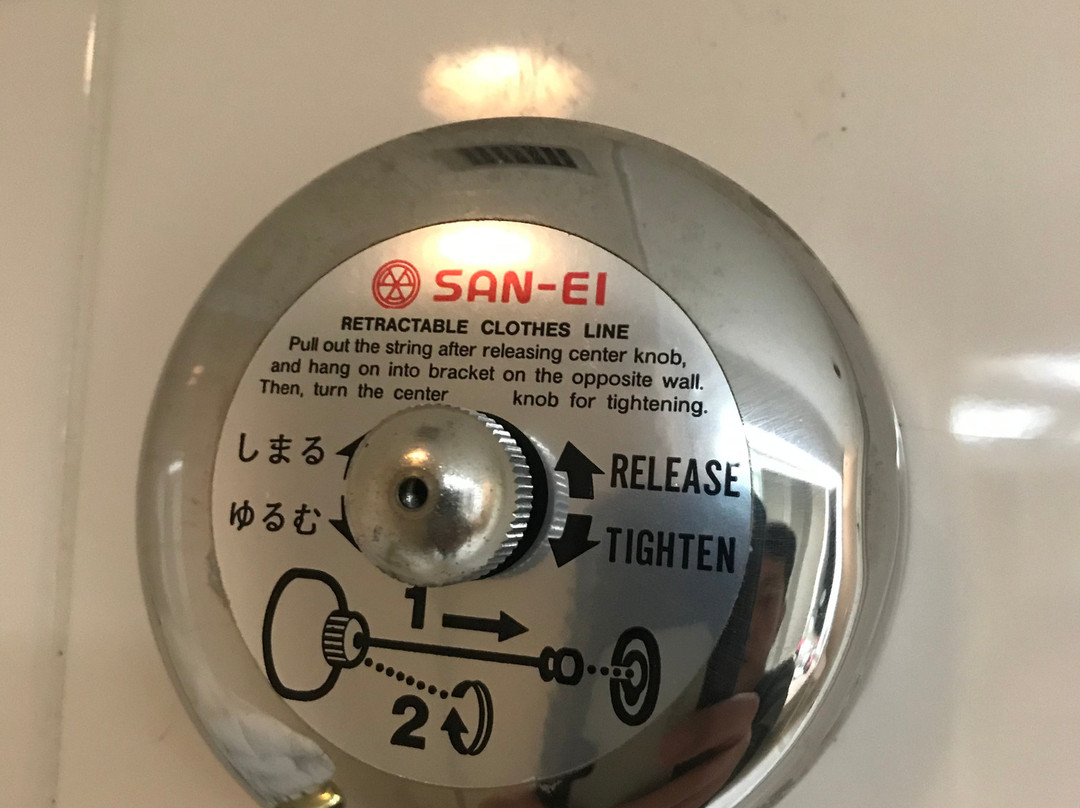 SAN-EI
RETRACTABLE CLOTHES LINE
Pull out the string after releasing center knob,
and hang on into bracket on the opposite wall.
Then, turn the center knob for tightening.
しまる
RELEASE
ゆるむ
TIGHTEN
1
2